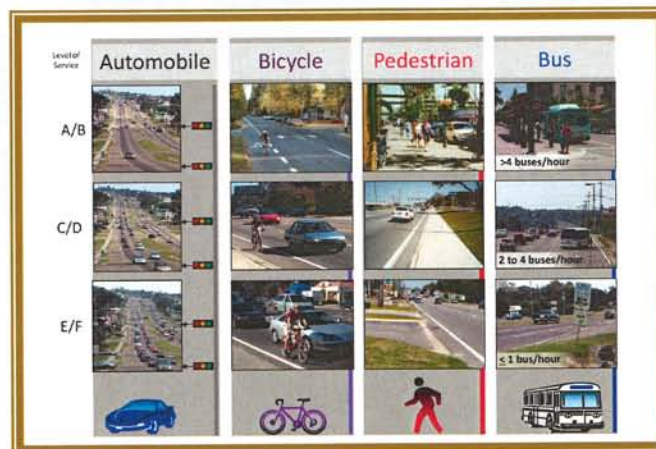 Level of
Service
Automobile
Bicycle
Pedestrian
Bus
A/B
>4 buses/hour
C/D
2 to 4 buses/hour
E/F
≤ 1 bus/hour